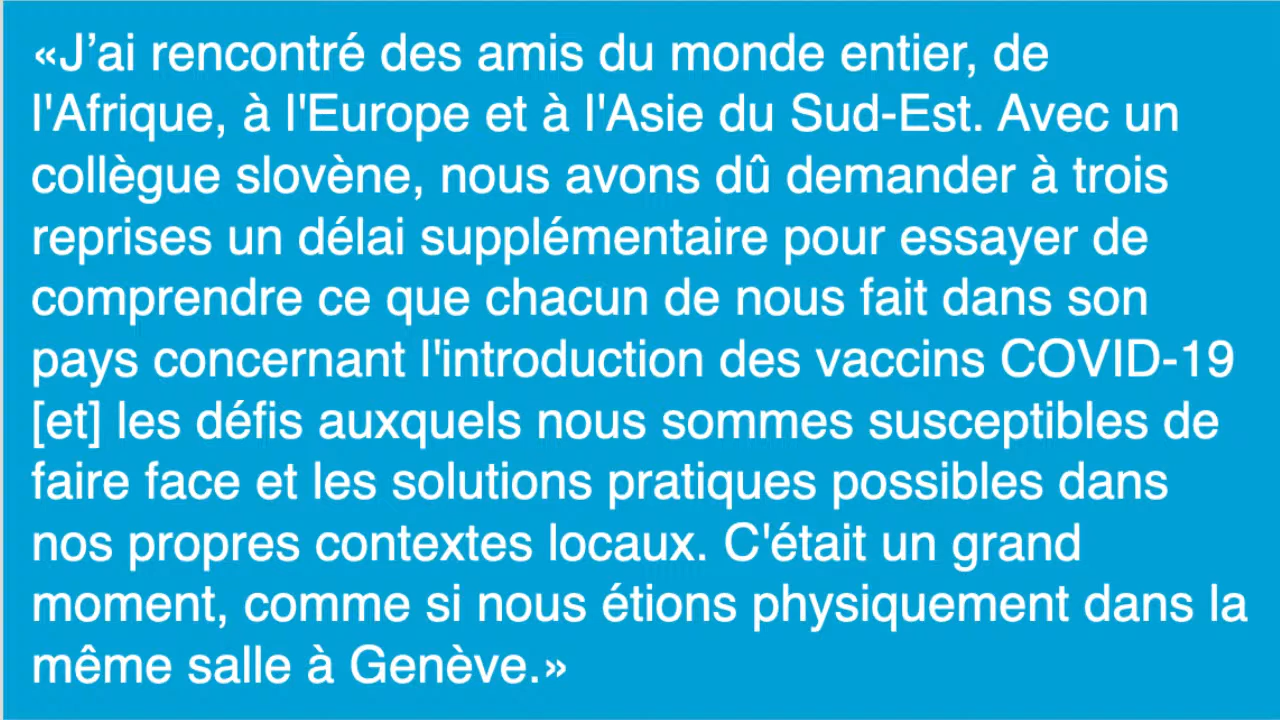 «J’ai rencontré des amis du monde entier, de
l'Afrique, à l'Europe et à l'Asie du Sud-Est. Avec un
collègue slovène, nous avons dû demander à trois
reprises un délai supplémentaire pour essayer de
comprendre ce que chacun de nous fait dans son
pays concernant l'introduction des vaccins COVID-19
[et] les défis auxquels nous sommes susceptibles de
faire face et les solutions pratiques possibles dans
nos propres contextes locaux. C'était un grand
moment, comme si nous étions physiquement dans la
même salle à Genève.»